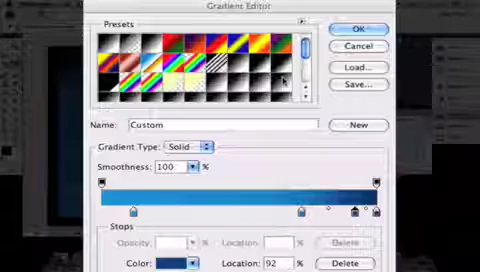 Gradient Editor
Presets
OK
Cancel
Load...
Save...
Name: Custom
New
Gradient Type: Solid
Smoothness: 100 %
Stops
Opacity: % Location: % Delete
Color: Location: 92 % Delete